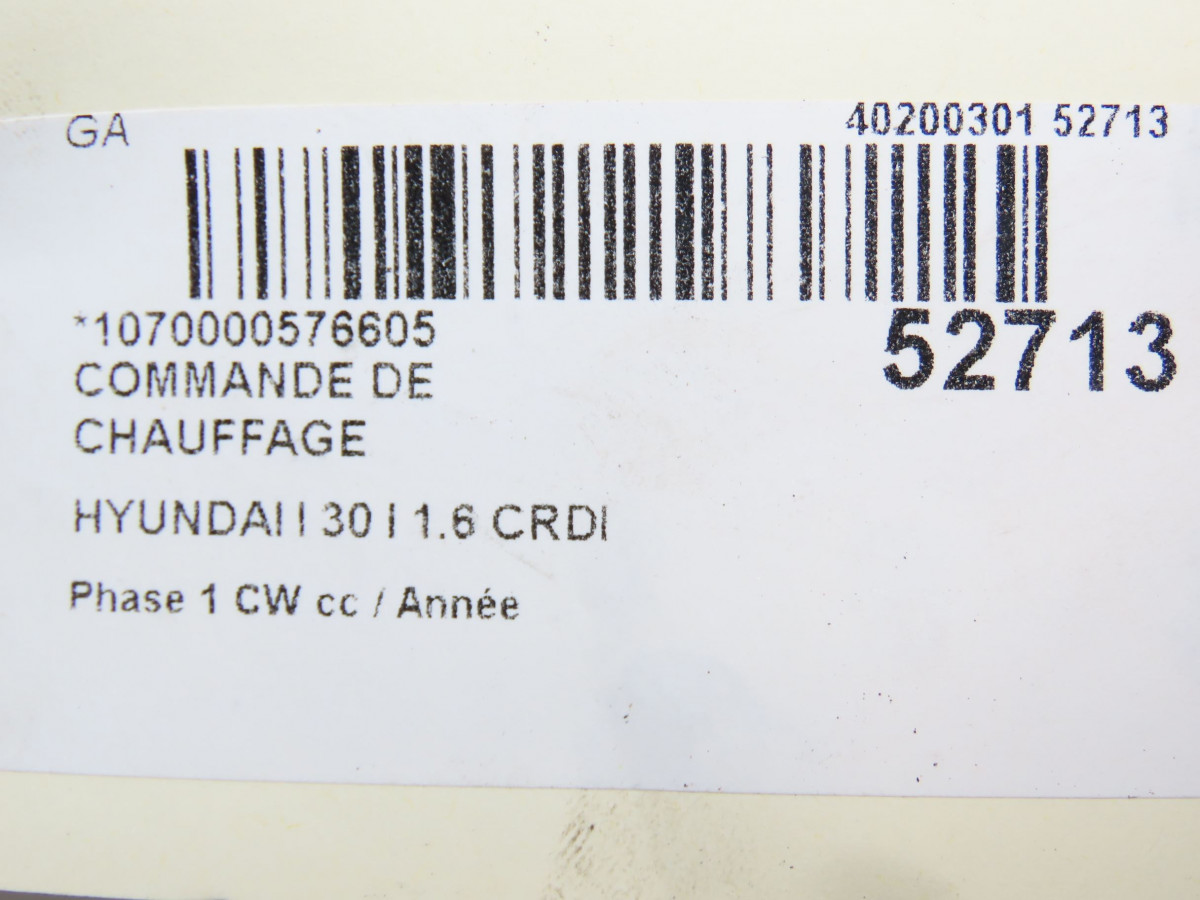 GA
40200301 52713
*1070000576605
52713
COMMANDE DE
CHAUFFAGE
HYUNDAI I 30 I 1.6 CRDI
Phase 1 CW cc / Année